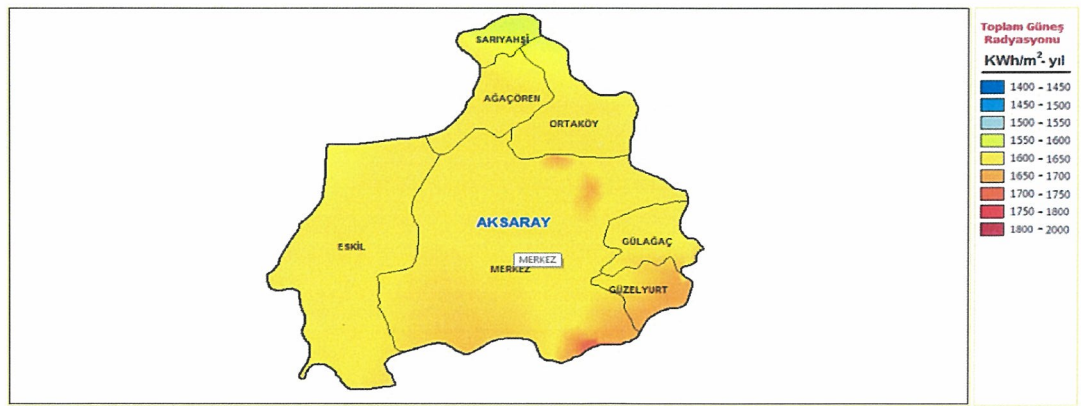 SARIYAHŞİ
AĞAÇÖREN
ORTAKÖY
AKSARAY
ESKİL
GÜLAĞAÇ
MERKEZ
MERKEZ
GÜZELYURT
Toplam Güneş
Radyasyonu
KWh/m²- yıl
1400 - 1450
1450 - 1500
1500 - 1550
1550 - 1600
1600 - 1650
1650 - 1700
1700 - 1750
1750 - 1800
1800 - 2000